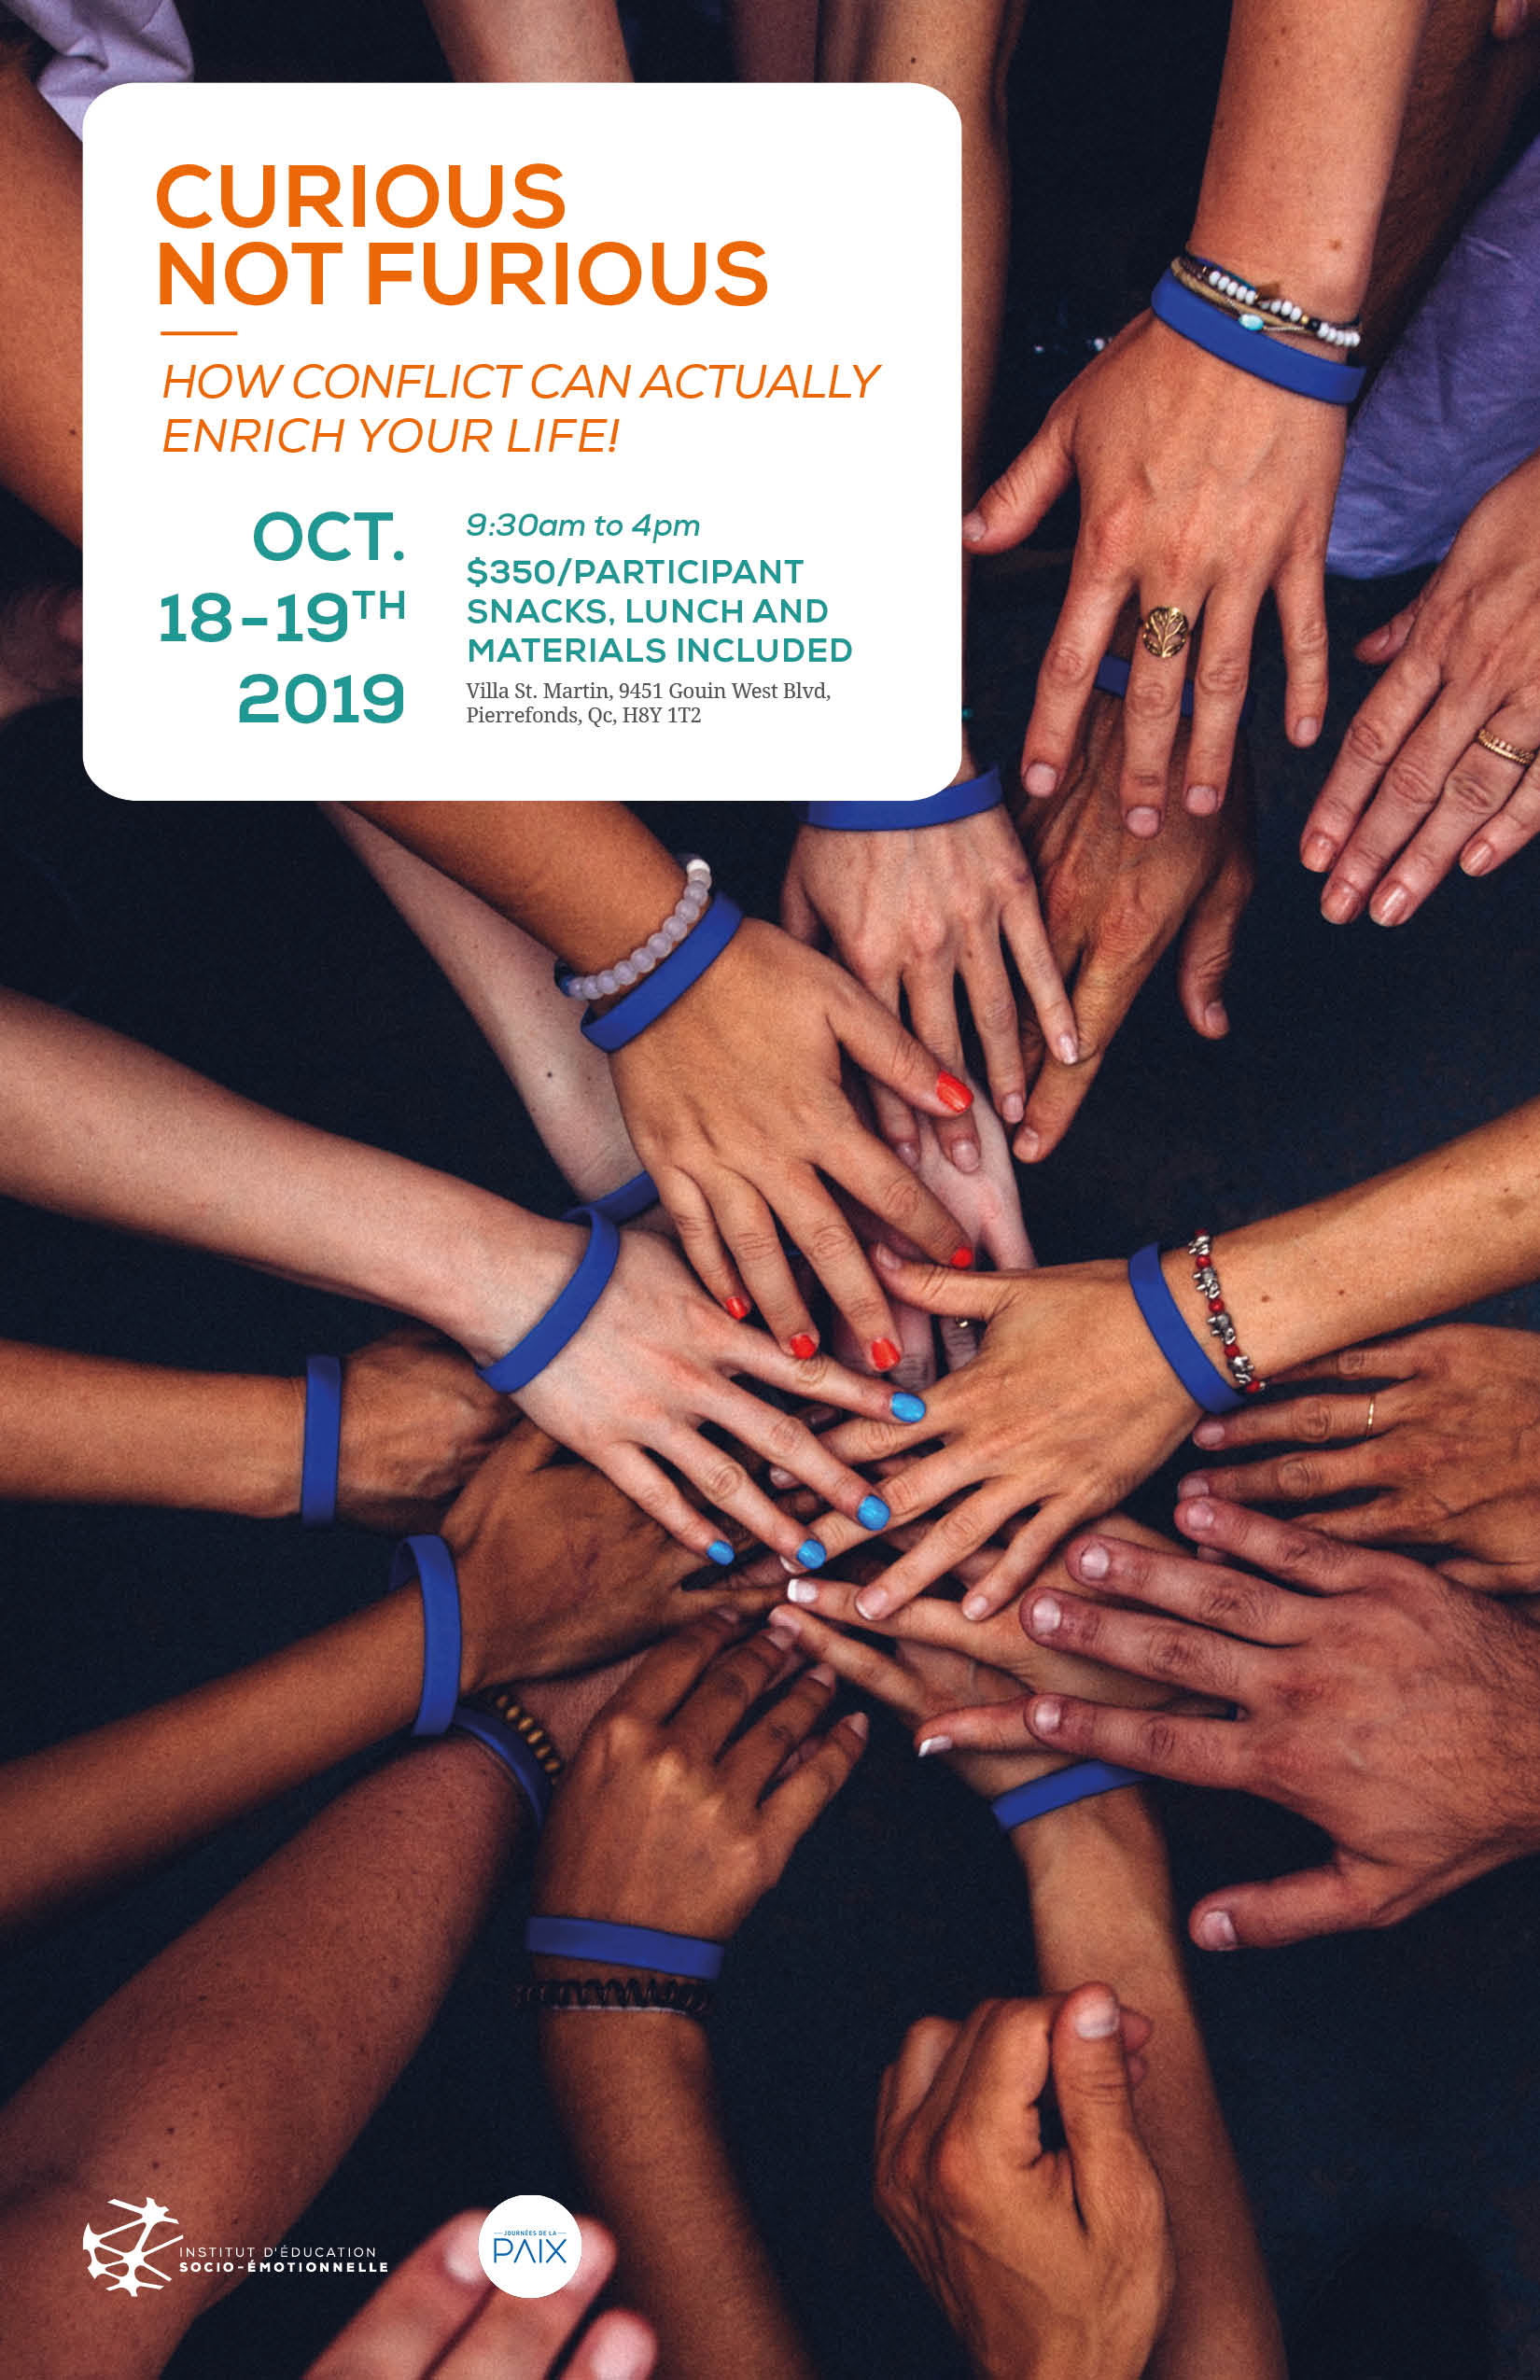 CURIOUS
NOT FURIOUS
HOW CONFLICT CAN ACTUALLY
ENRICH YOUR LIFE!
OCT.
18-19TH
2019
9:30am to 4pm
$350/PARTICIPANT
SNACKS, LUNCH AND
MATERIALS INCLUDED
Villa St. Martin, 9451 Gouin West Blvd,
Pierrefonds, Qc, H8Y 1T2
INSTITUT D'ÉDUCATION
SOCIO-ÉMOTIONNELLE
JOURNÉES DE LA
PAIX